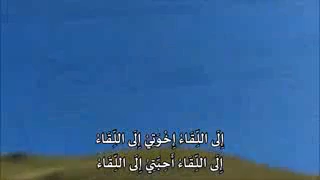 إِلَى اللِّقَاءُ إِخْوَتِيْ إِلَى اللِّقَاءُ
إِلَى اللِّقَاءُ أَحِبَّتِيْ إِلَى اللِّقَاءُ